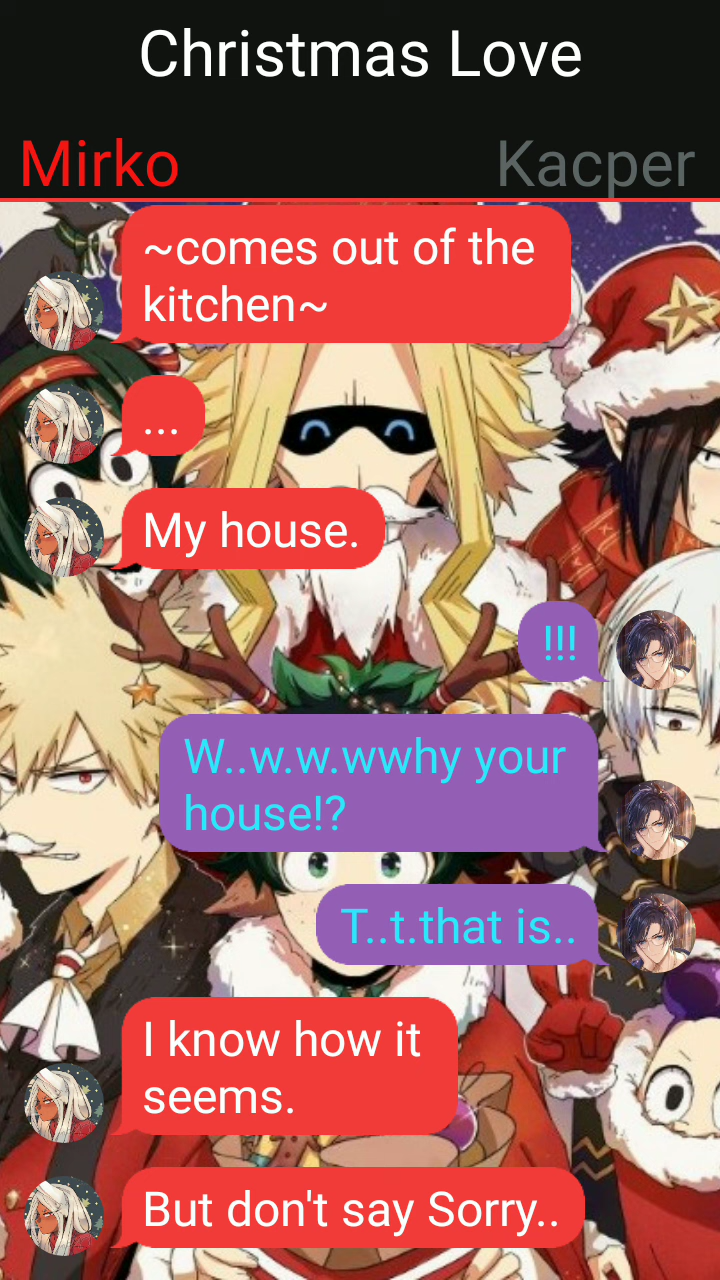 Christmas Love
Mirko
Kacper
~comes out of the
kitchen~
...
My house.
!!!
W..w.w.wwhy your
house!?
T..t.that is..
I know how it
seems.
But don't say Sorry..